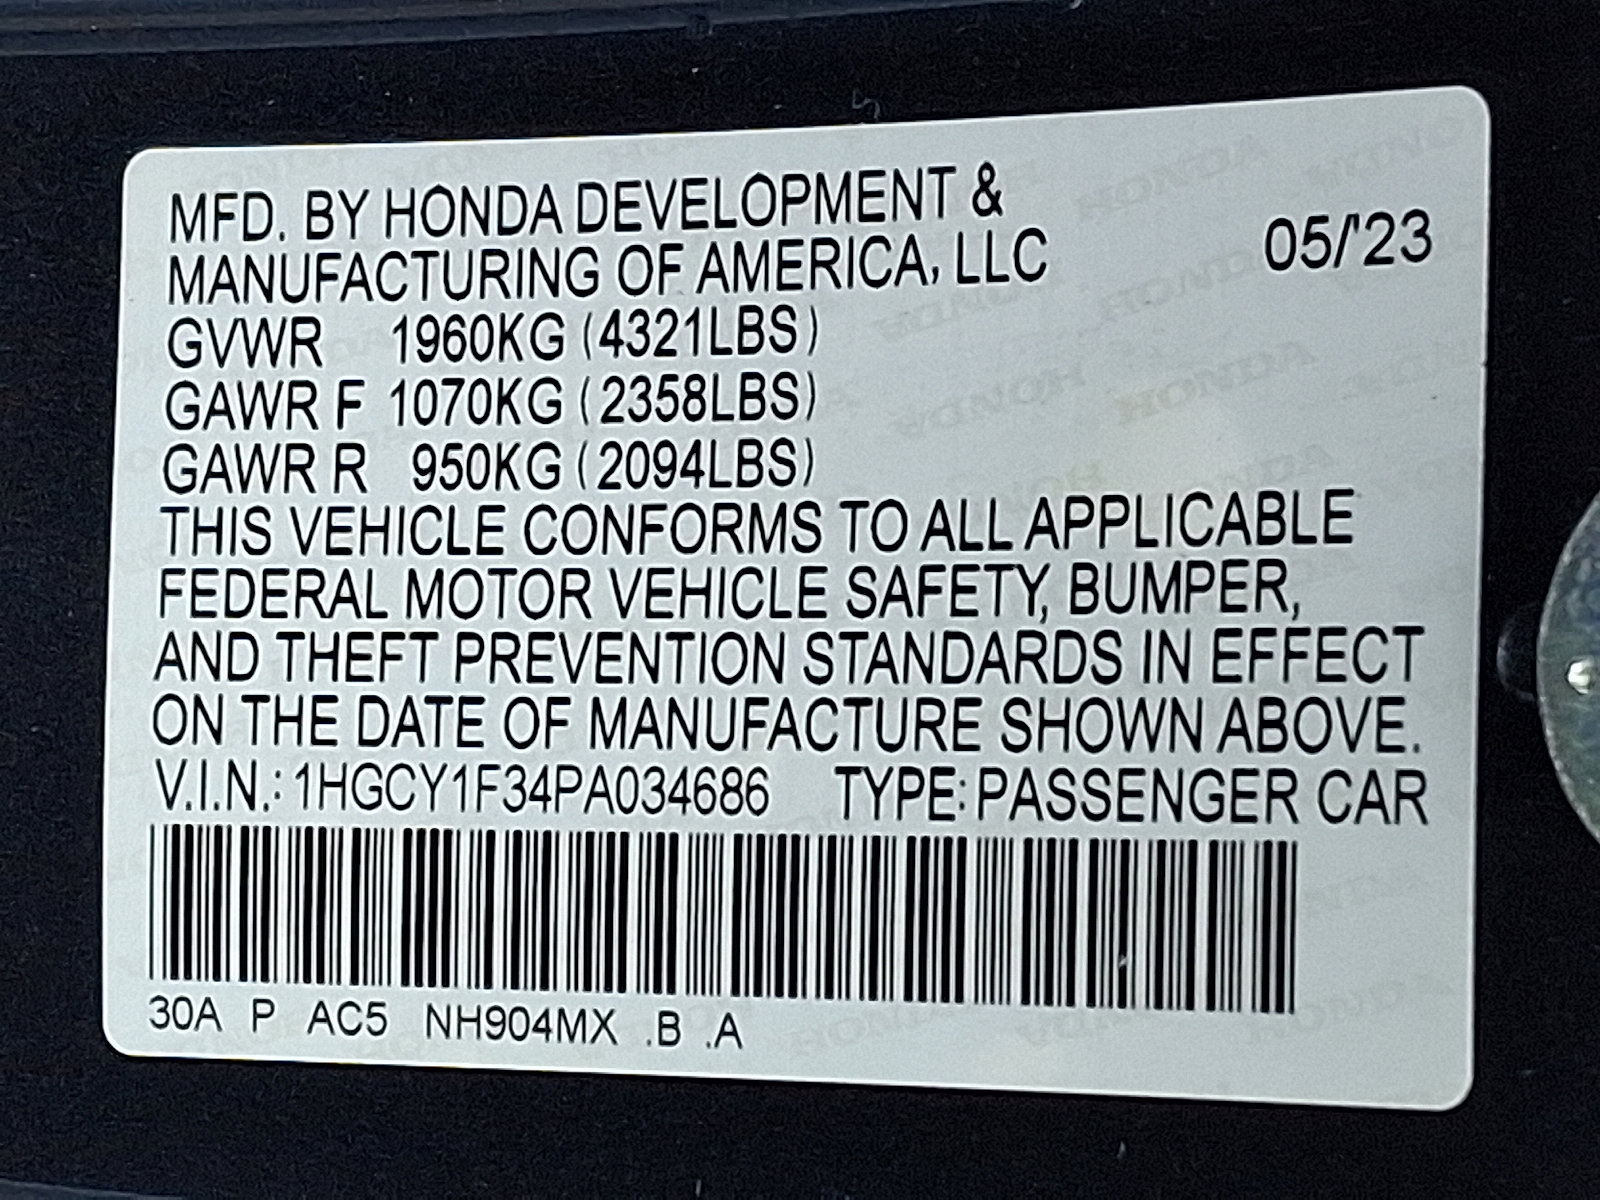 MFD. BY HONDA DEVELOPMENT &
MANUFACTURING OF AMERICA, LLC 05/'23
GVWR 1960KG (4321LBS)
GAWR F 1070KG (2358LBS)
GAWR R 950KG (2094LBS)
THIS VEHICLE CONFORMS TO ALL APPLICABLE
FEDERAL MOTOR VEHICLE SAFETY, BUMPER,
AND THEFT PREVENTION STANDARDS IN EFFECT
ON THE DATE OF MANUFACTURE SHOWN ABOVE.
V.I.N.: 1HGCY1F34PA034686 TYPE: PASSENGER CAR
30A P AC5 NH904MX .B .A